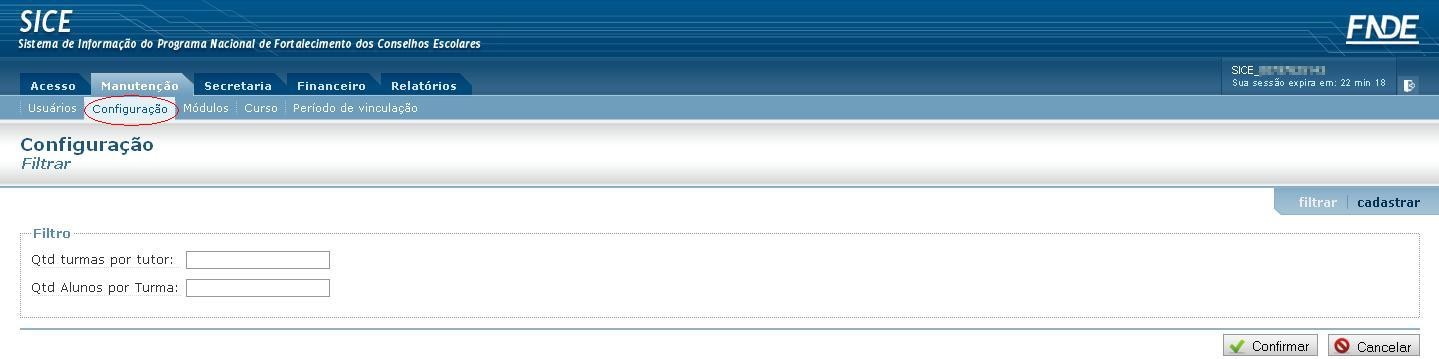 SICE
Sistema de Informação do Programa Nacional de Fortalecimento dos Conselhos Escolares
FNDE
Acesso Manutenção Secretaria Financeiro Relatórios
SICE_
Sua sessão expira em: 22 min 18
Usuários Configuração Módulos Curso Período de vinculação
Configuração
Filtrar
filtrar cadastrar
Filtro
Qtd turmas por tutor:
Qtd Alunos por Turma:
Confirmar Cancelar